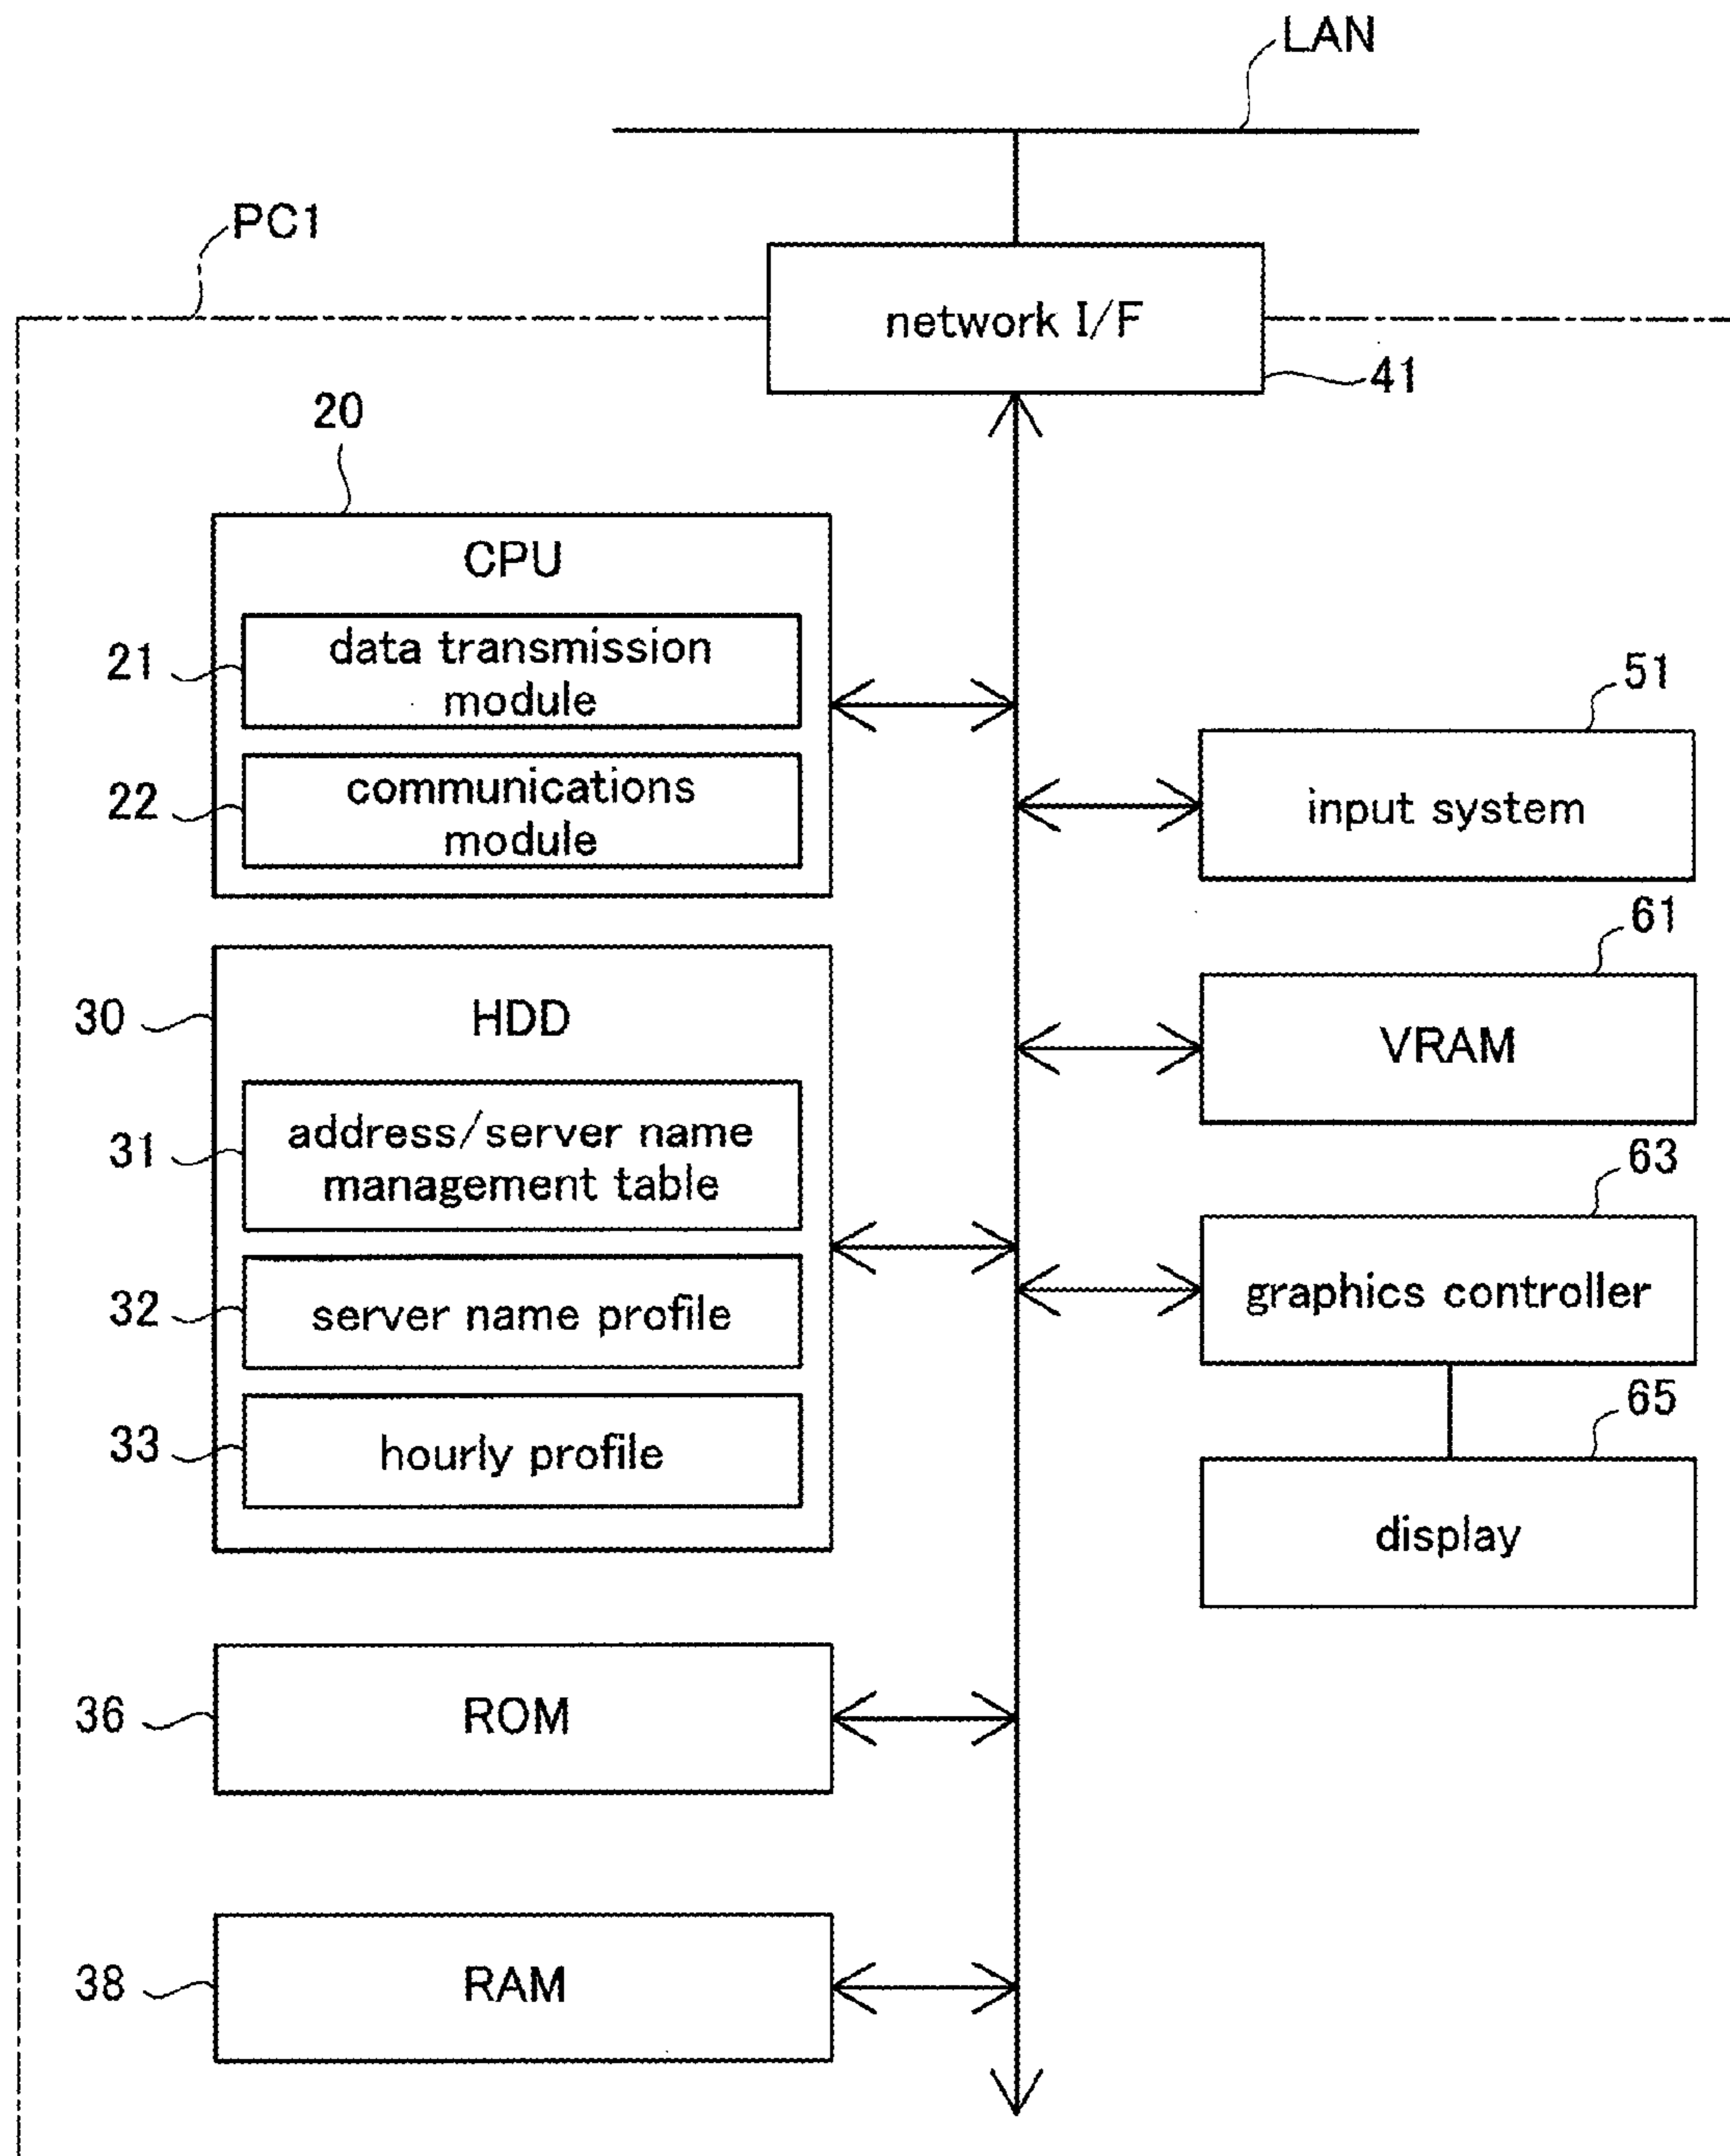 LAN
PC1
network I/F
41
20
CPU
21
data transmission
module
22
communications
module
51
input system
61
VRAM
30
HDD
31
address/server name
management table
32
server name profile
33
hourly profile
63
graphics controller
65
display
36
ROM
38
RAM